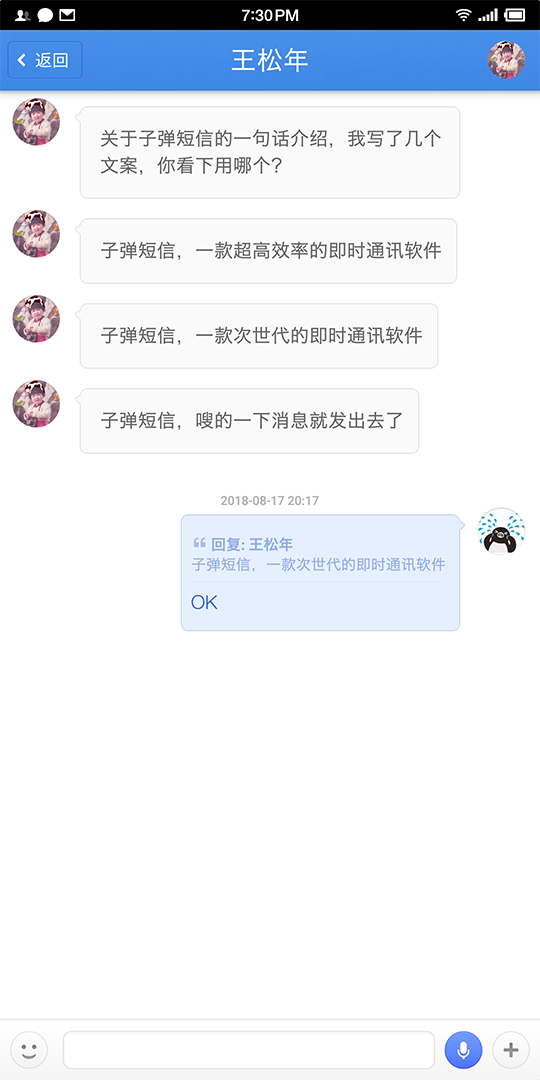 7:30 PM
返回
王松年
关于子弹短信的一句话介绍，我写了几个
文案，你看下用哪个？
子弹短信，一款超高效率的即时通讯软件
子弹短信，一款次世代的即时通讯软件
子弹短信，嗖的一下消息就发出去了
2018-08-17 20:17
回复: 王松年
子弹短信，一款次世代的即时通讯软件
OK